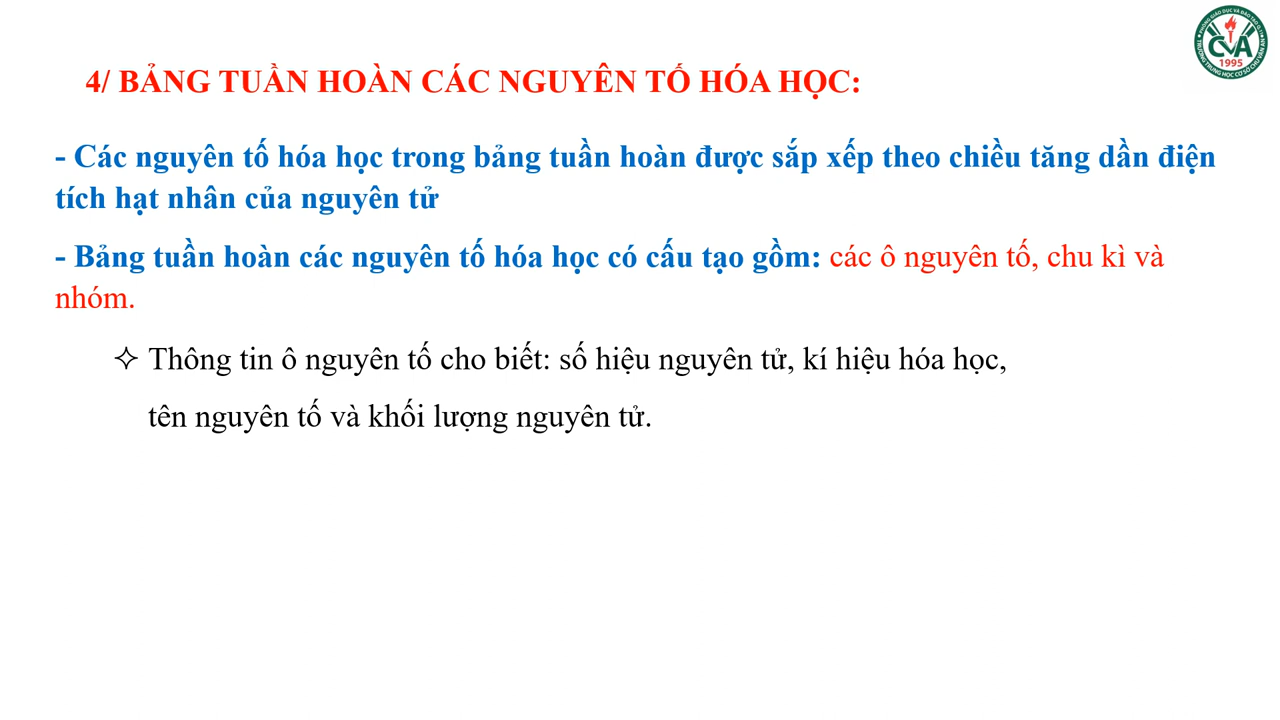 4/ BẢNG TUẦN HOÀN CÁC NGUYÊN TỐ HÓA HỌC:
- Các nguyên tố hóa học trong bảng tuần hoàn được sắp xếp theo chiều tăng dần điện
tích hạt nhân của nguyên tử
- Bảng tuần hoàn các nguyên tố hóa học có cấu tạo gồm: các ô nguyên tố, chu kì và
nhóm.
✧ Thông tin ô nguyên tố cho biết: số hiệu nguyên tử, kí hiệu hóa học,
tên nguyên tố và khối lượng nguyên tử.
CVA
1995